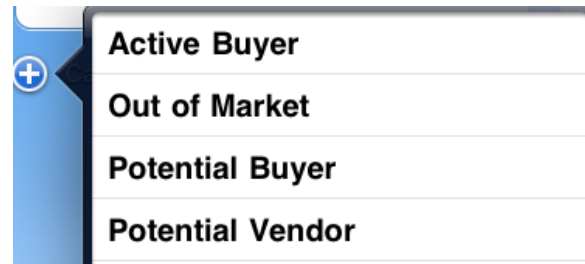 Active Buyer
Out of Market
Potential Buyer
Potential Vendor